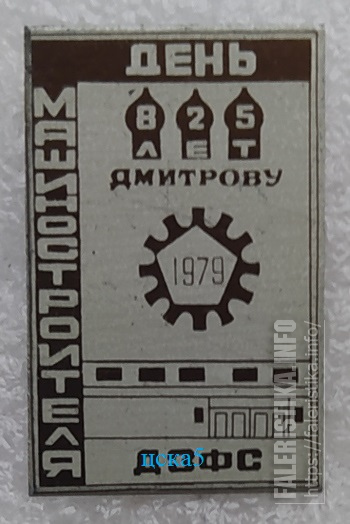 ДЕНЬ
МАШИНОСТРОИТЕЛЯ
825
ЛЕТ
ДМИТРОВУ
1979
ДЗФС
цска5
FALERISTIKA.INFO
https://faleristika.info/